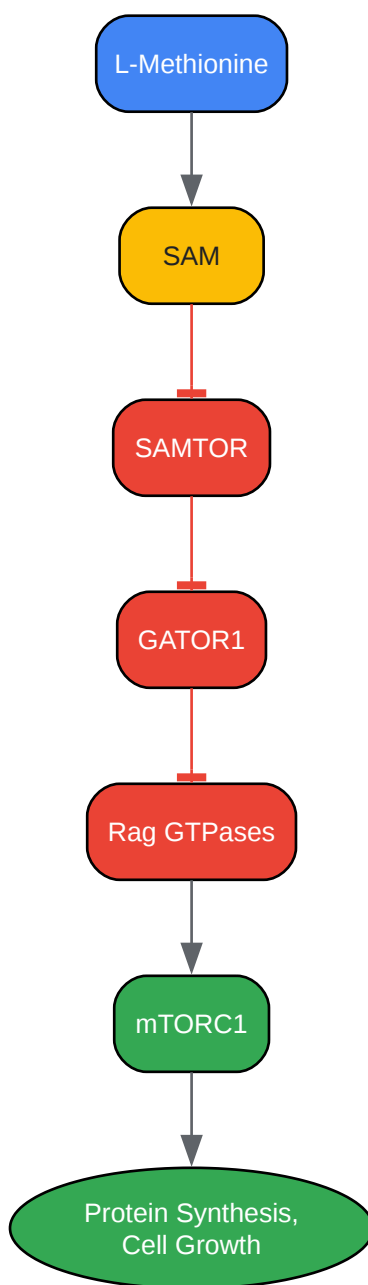 L-Methionine
SAM
SAMTOR
GATOR1
Rag GTPases
mTORC1
Protein Synthesis,
Cell Growth